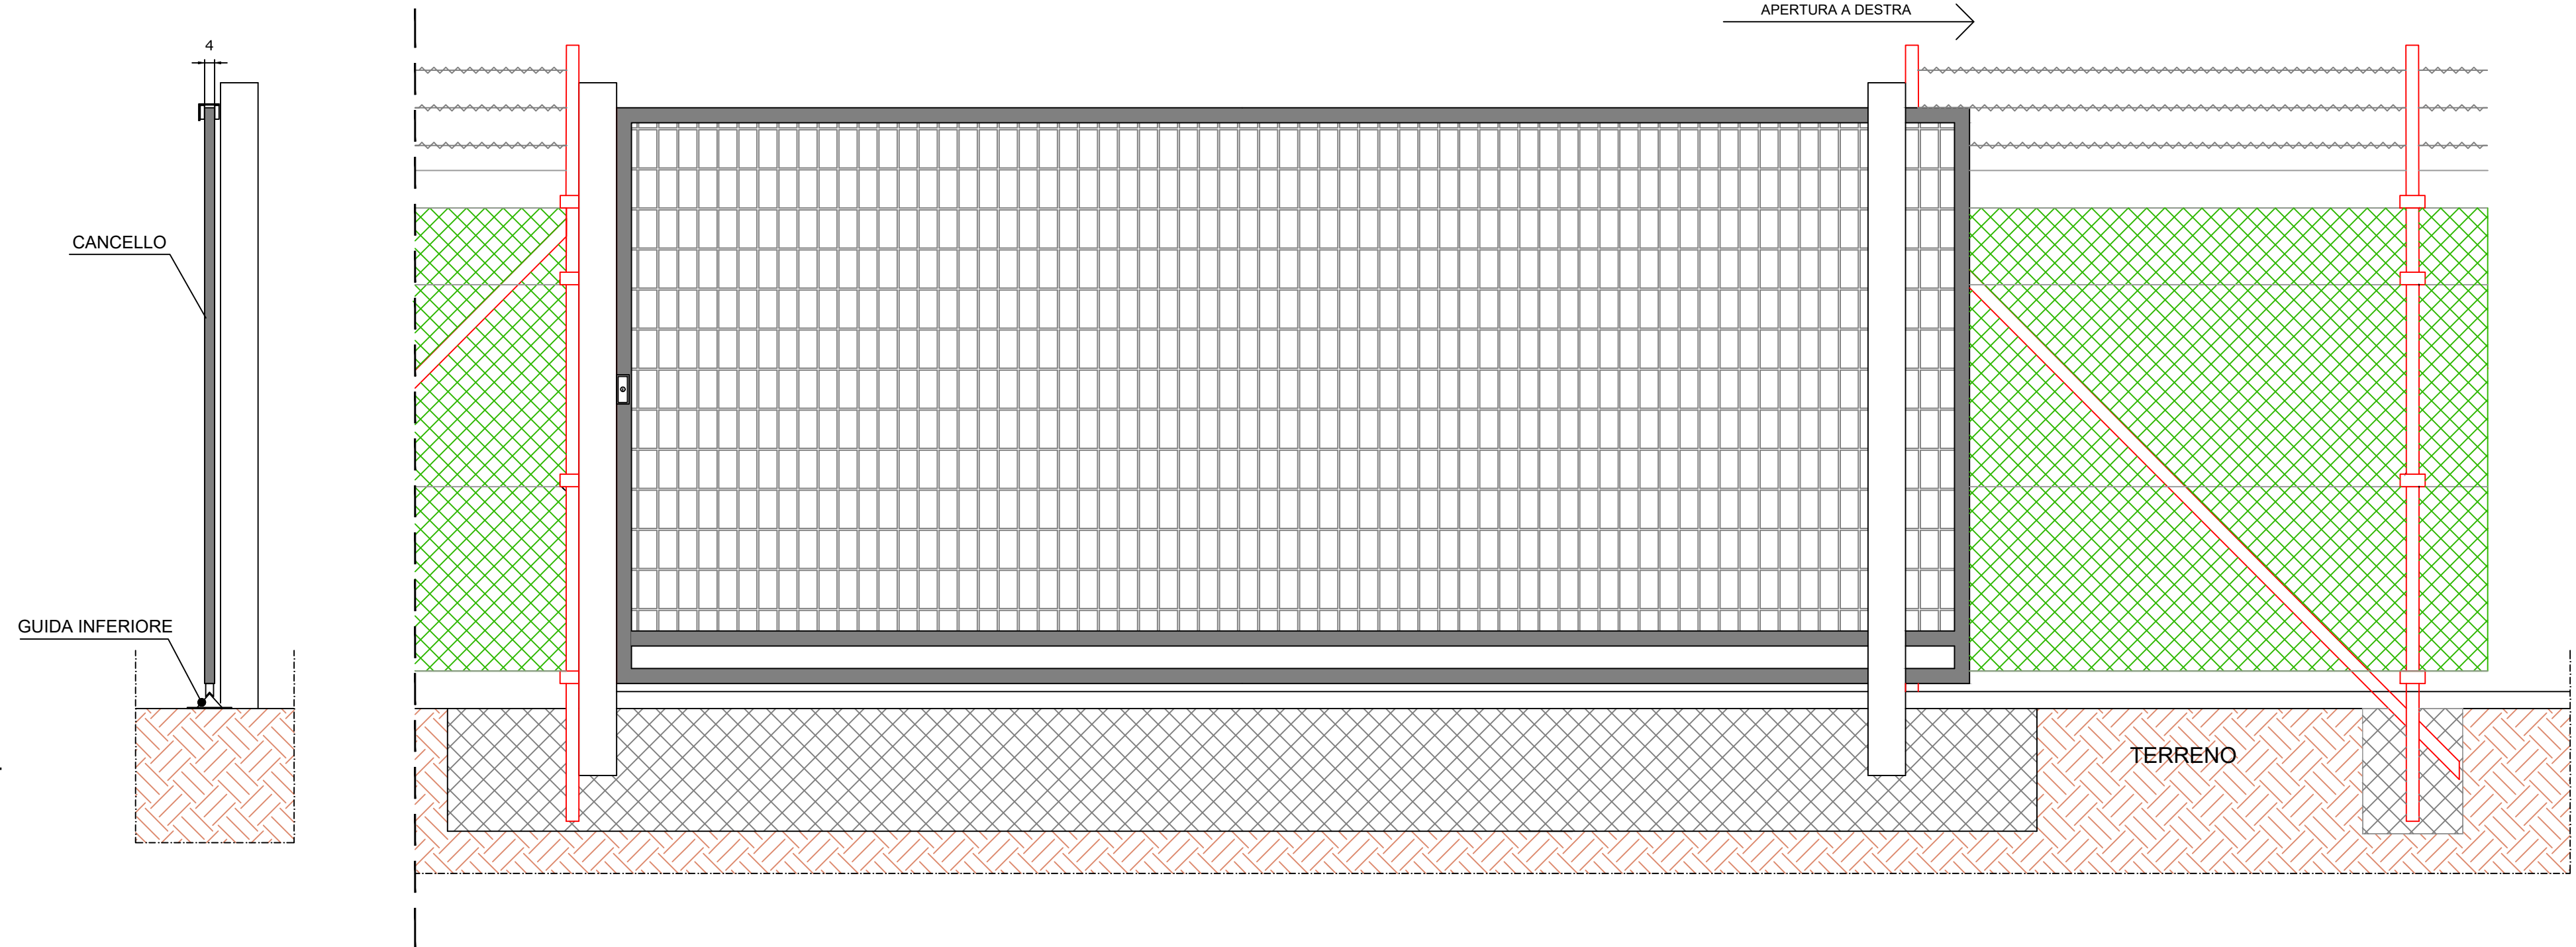 APERTURA A DESTRA
4
CANCELLO
GUIDA INFERIORE
TERRENO